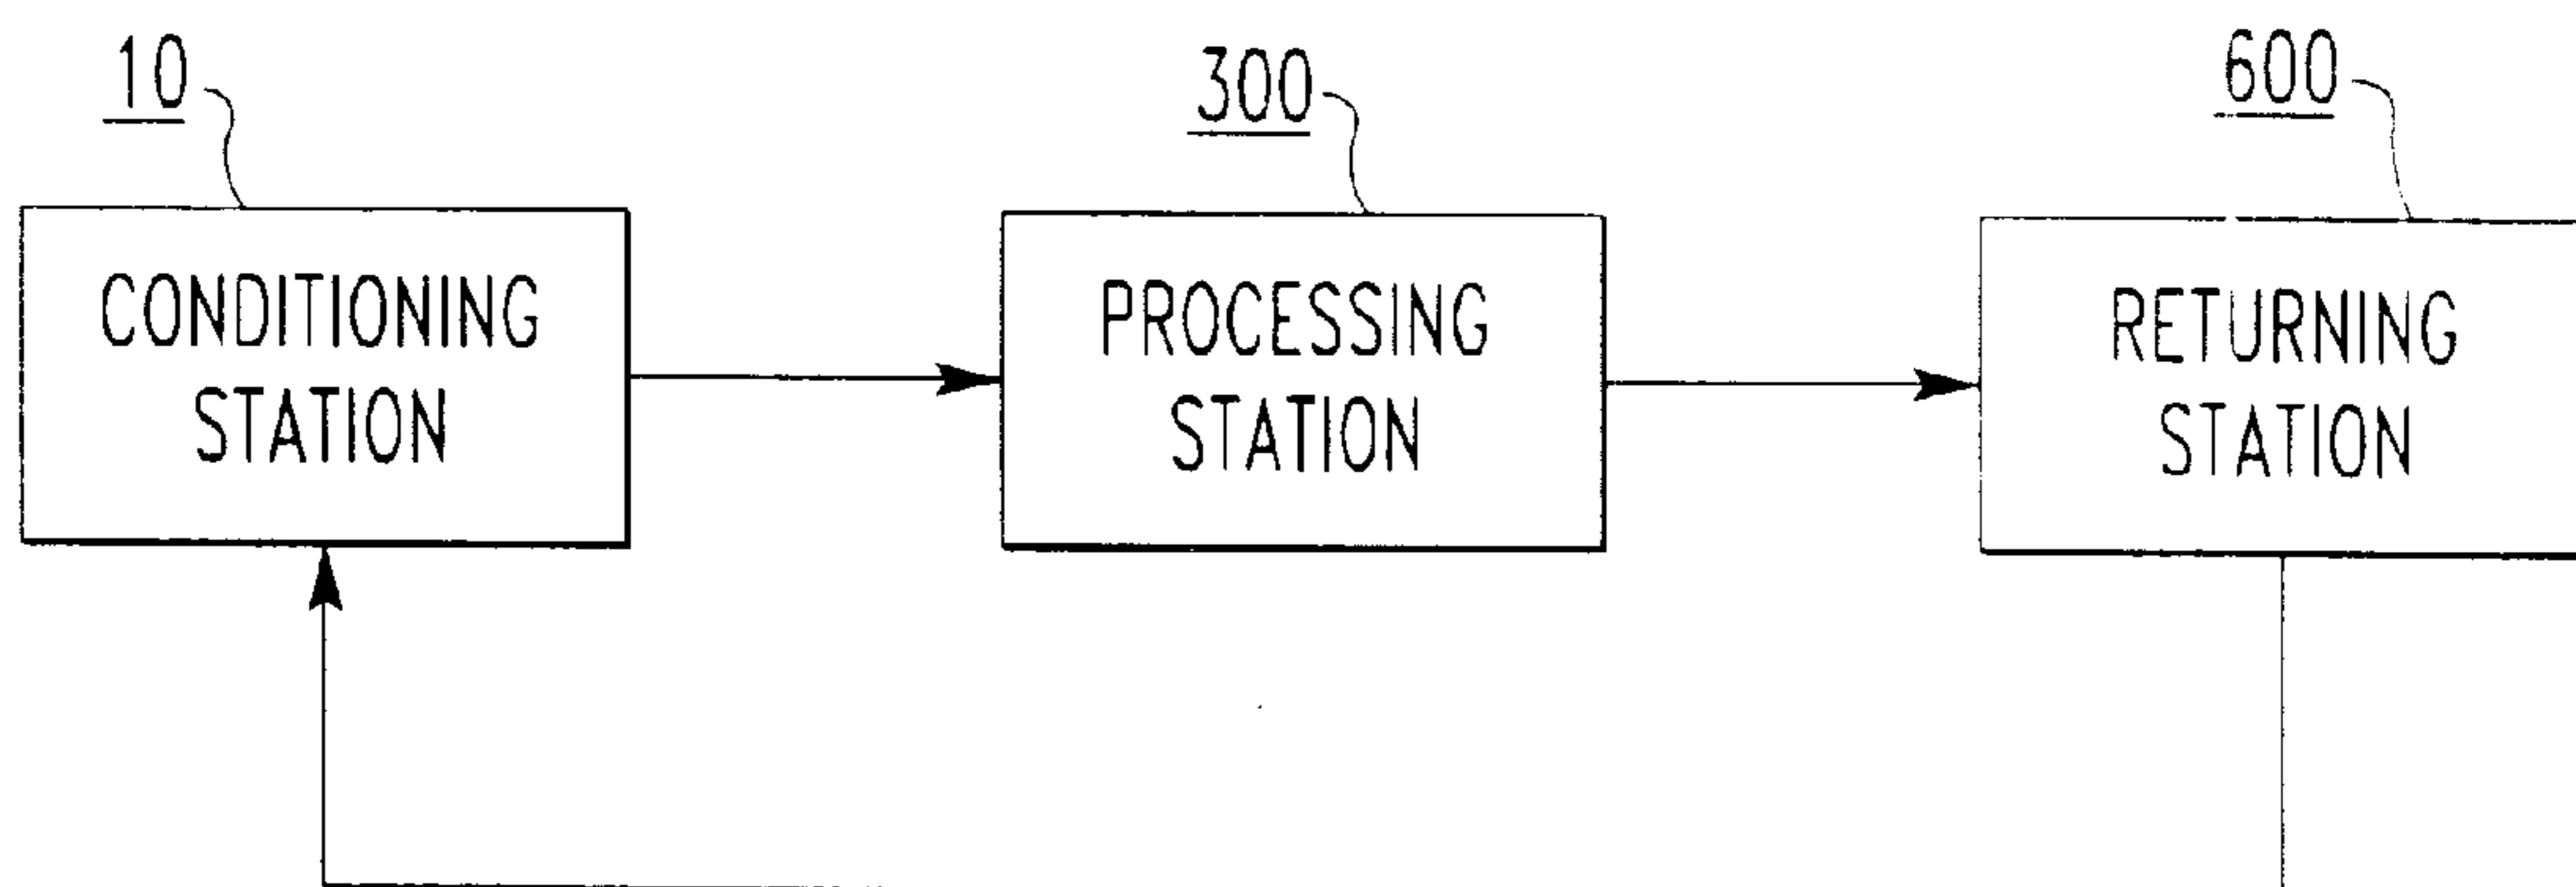 10
300
600
CONDITIONING
STATION
PROCESSING
STATION
RETURNING
STATION